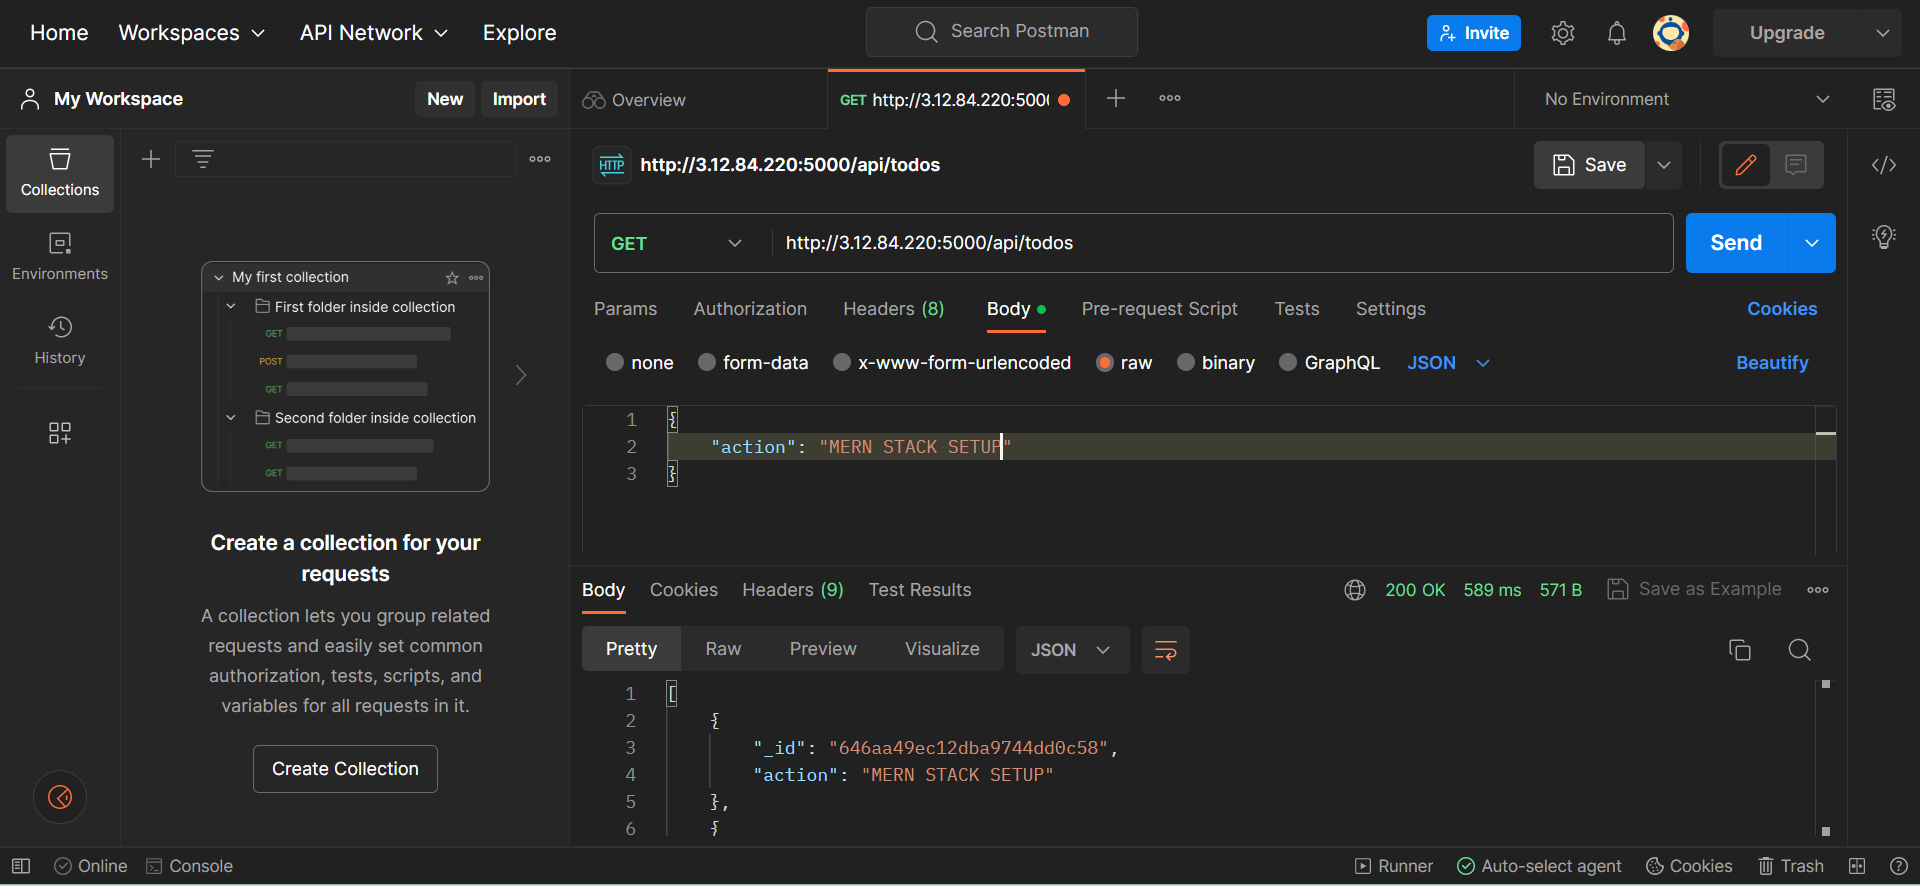 Home Workspaces API Network Explore Search Postman Invite Upgrade
My Workspace New Import Overview GET http://3.12.84.220:500 No Environment
Collections
Environments
History
My first collection
First folder inside collection
GET
POST
GET
Second folder inside collection
GET
GET
Create a collection for your
requests
A collection lets you group related
requests and easily set common
authorization, tests, scripts, and
variables for all requests in it.
Create Collection
HTTP http://3.12.84.220:5000/api/todos Save
GET http://3.12.84.220:5000/api/todos Send
Params Authorization Headers (8) Body Pre-request Script Tests Settings Cookies
none form-data x-www-form-urlencoded raw binary GraphQL JSON Beautify
1 {
2 "action": "MERN STACK SETUP"
3 }
Body Cookies Headers (9) Test Results 200 OK 589 ms 571 B Save as Example
Pretty Raw Preview Visualize JSON
1 [
2 {
3 "_id": "646aa49ec12dba9744dd0c58",
4 "action": "MERN STACK SETUP"
5 },
6 {
Online Console Runner Auto-select agent Cookies Trash